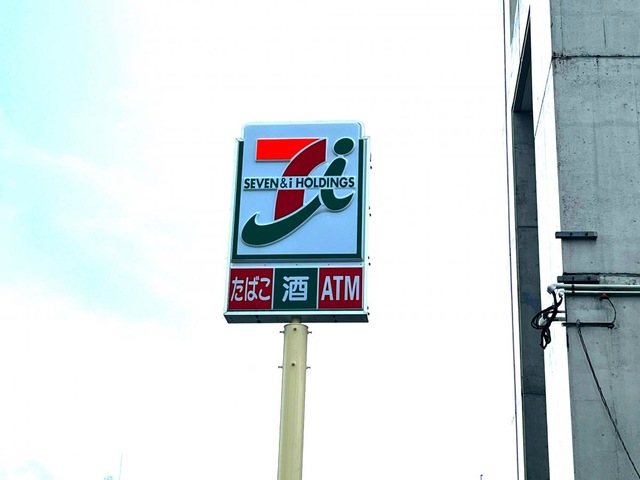 7i
SEVEN&i HOLDINGS
たばこ 酒 ATM